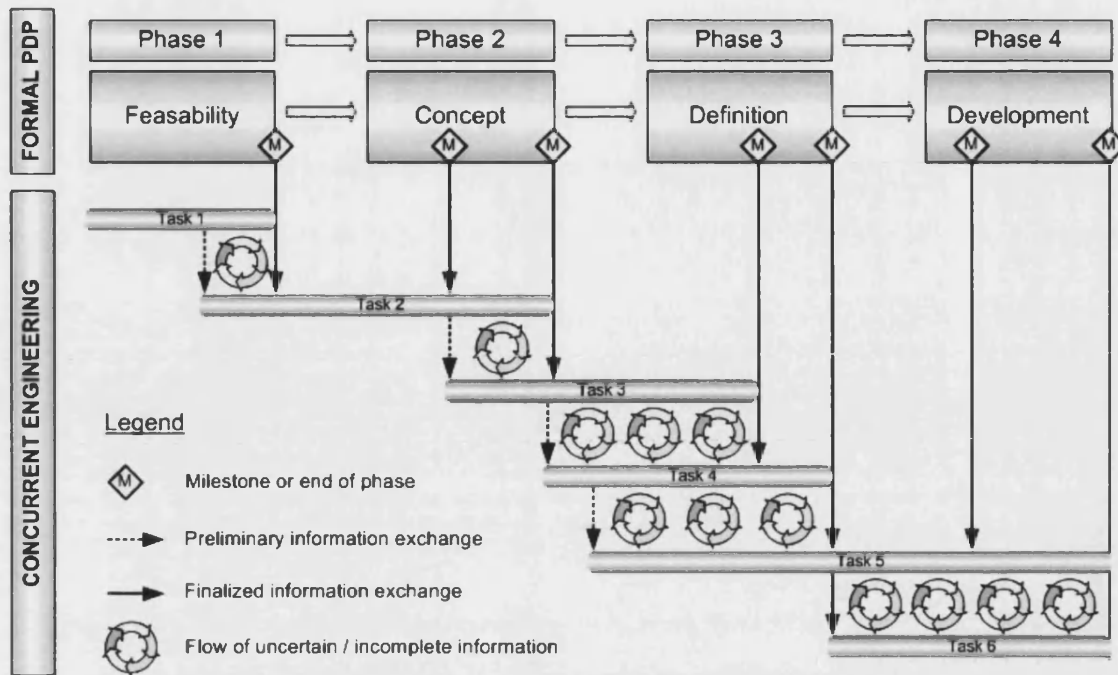 FORMAL PDP
Phase 1
Phase 2
Phase 3
Phase 4
Feasability
Concept
Definition
Development
M
M
M
M
M
M
M
CONCURRENT ENGINEERING
Task 1
Task 2
Task 3
Task 4
Task 5
Task 6
Legend
M
Milestone or end of phase
Preliminary information exchange
Finalized information exchange
Flow of uncertain / incomplete information